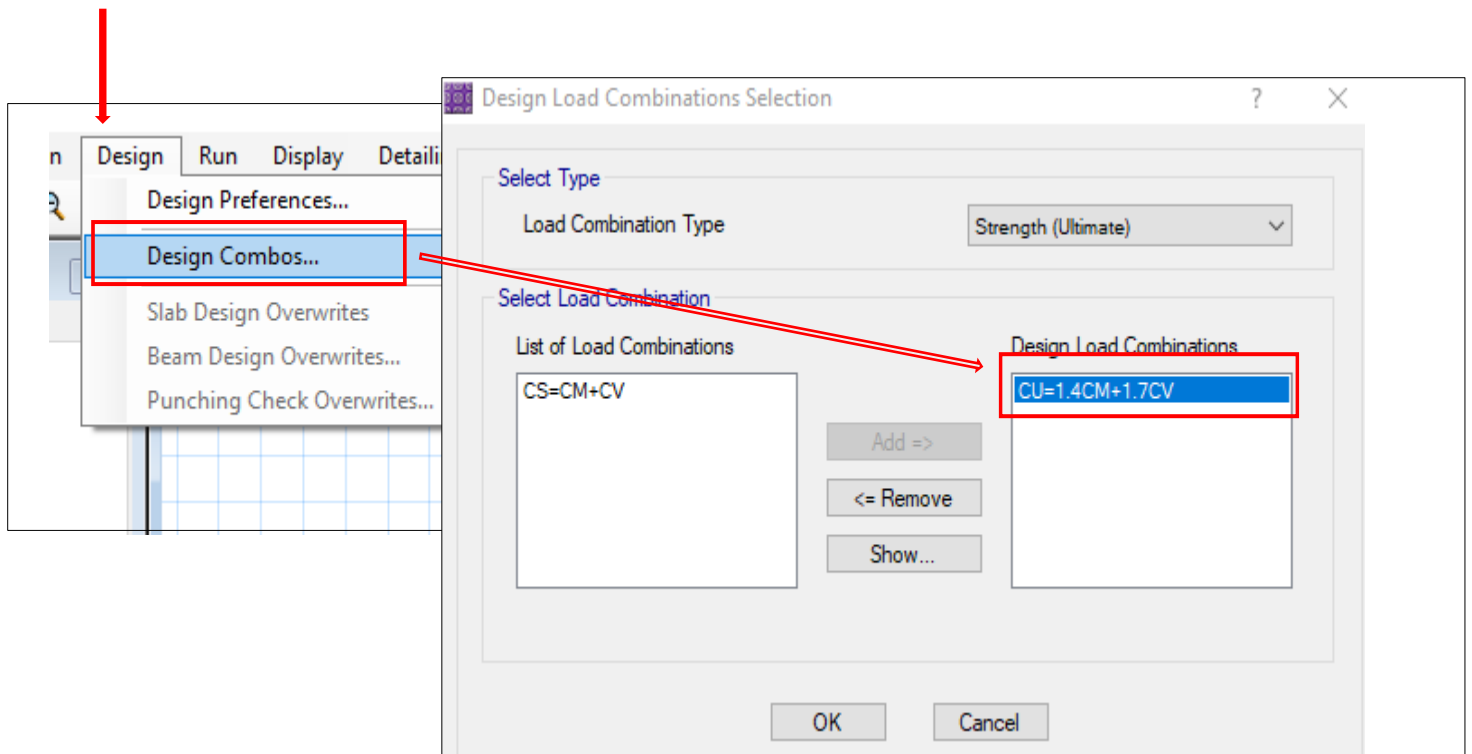 n Design Run Display Detaili
Design Preferences...
Design Combos...
Slab Design Overwrites
Beam Design Overwrites...
Punching Check Overwrites...
Design Load Combinations Selection ? X
Select Type
Load Combination Type Strength (Ultimate)
Select Load Combination
List of Load Combinations Design Load Combinations
CS=CM+CV CU=1.4CM+1.7CV
Add =>
<= Remove
Show...
OK Cancel